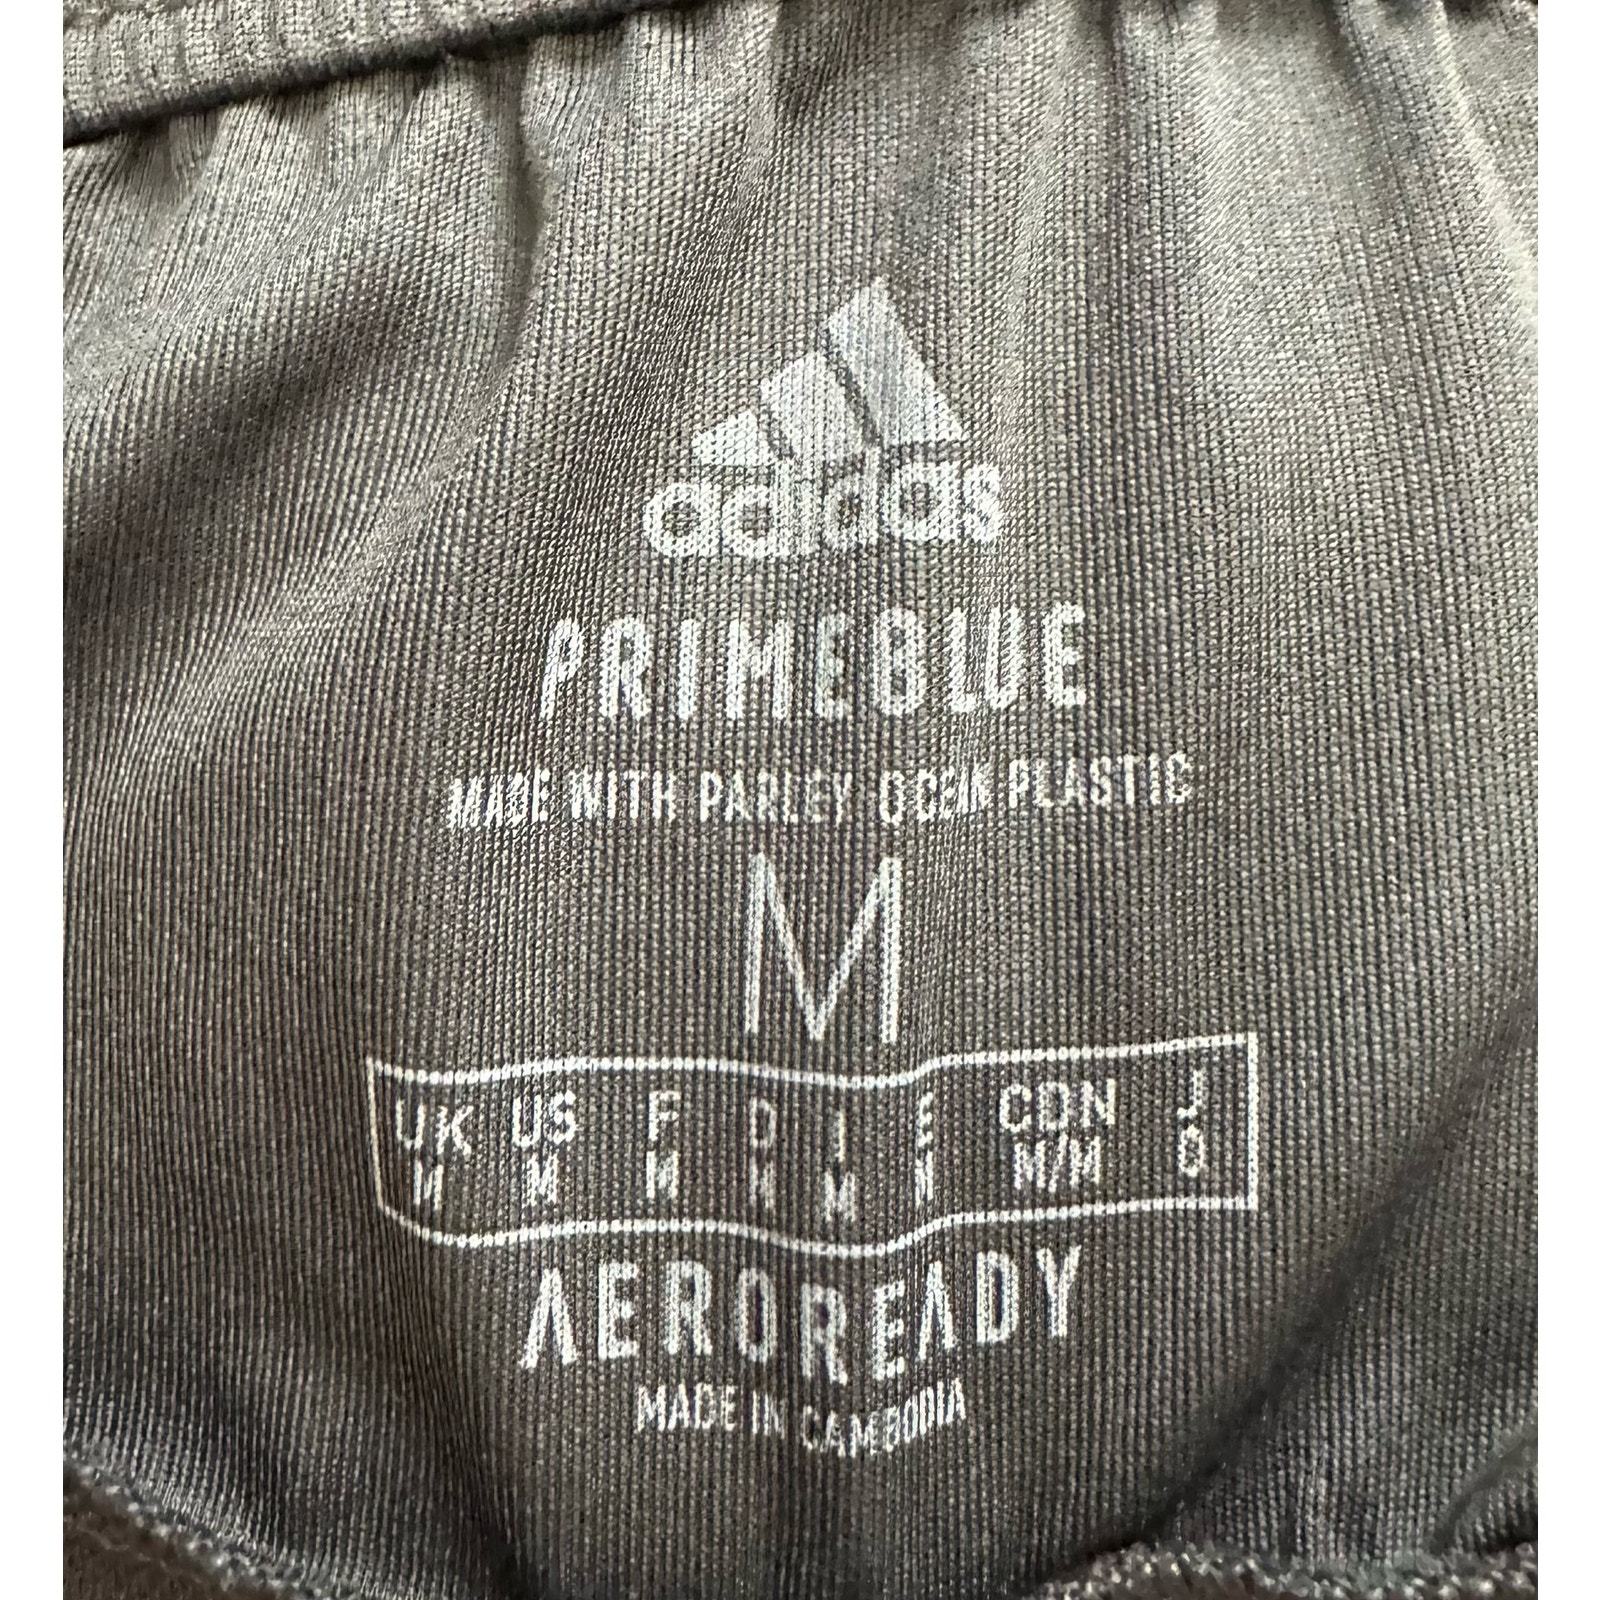 adidas
PRIMEBLUE
MADE WITH PARLEY OCEAN PLASTIC
M
UK US F D I E CDN J
M M M M M M M/M O
AEROREADY
MADE IN CAMBODIA